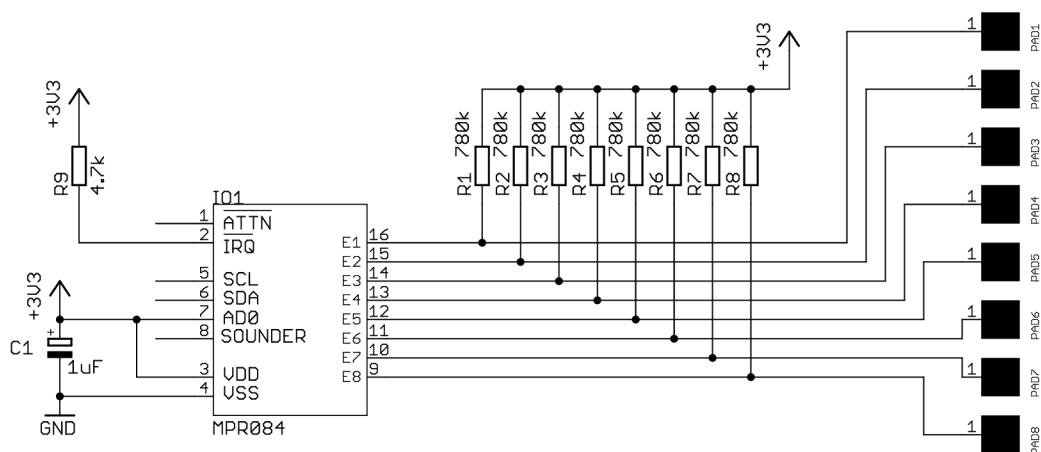 +3V3
R9
4.7k
IO1
1 ATTN
2 IRQ
5 SCL
6 SDA
7 AD0
8 SOUNDER
3 VDD
4 VSS
E1 16
E2 15
E3 14
E4 13
E5 12
E6 11
E7 10
E8 9
MPR084
+3V3
+
C1
1uF
GND
+3V3
R1 780k
R2 780k
R3 780k
R4 780k
R5 780k
R6 780k
R7 780k
R8 780k
1 PAD1
1 PAD2
1 PAD3
1 PAD4
1 PAD5
1 PAD6
1 PAD7
1 PAD8